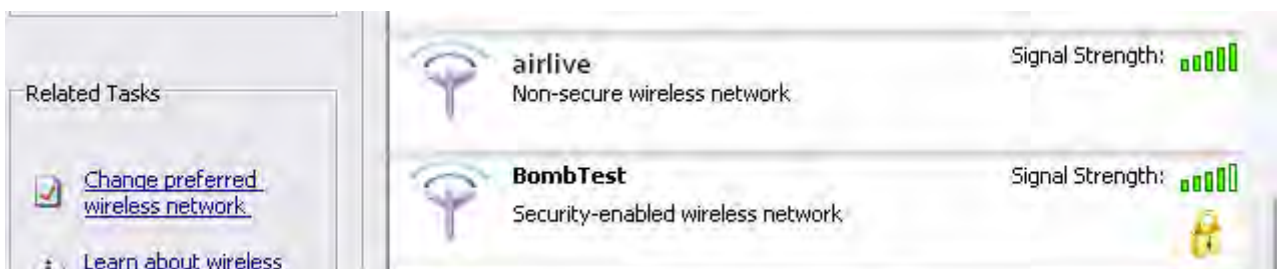 Related Tasks
Change preferred
wireless network
Learn about wireless
airlive
Signal Strength:
Non-secure wireless network
BombTest
Signal Strength:
Security-enabled wireless network